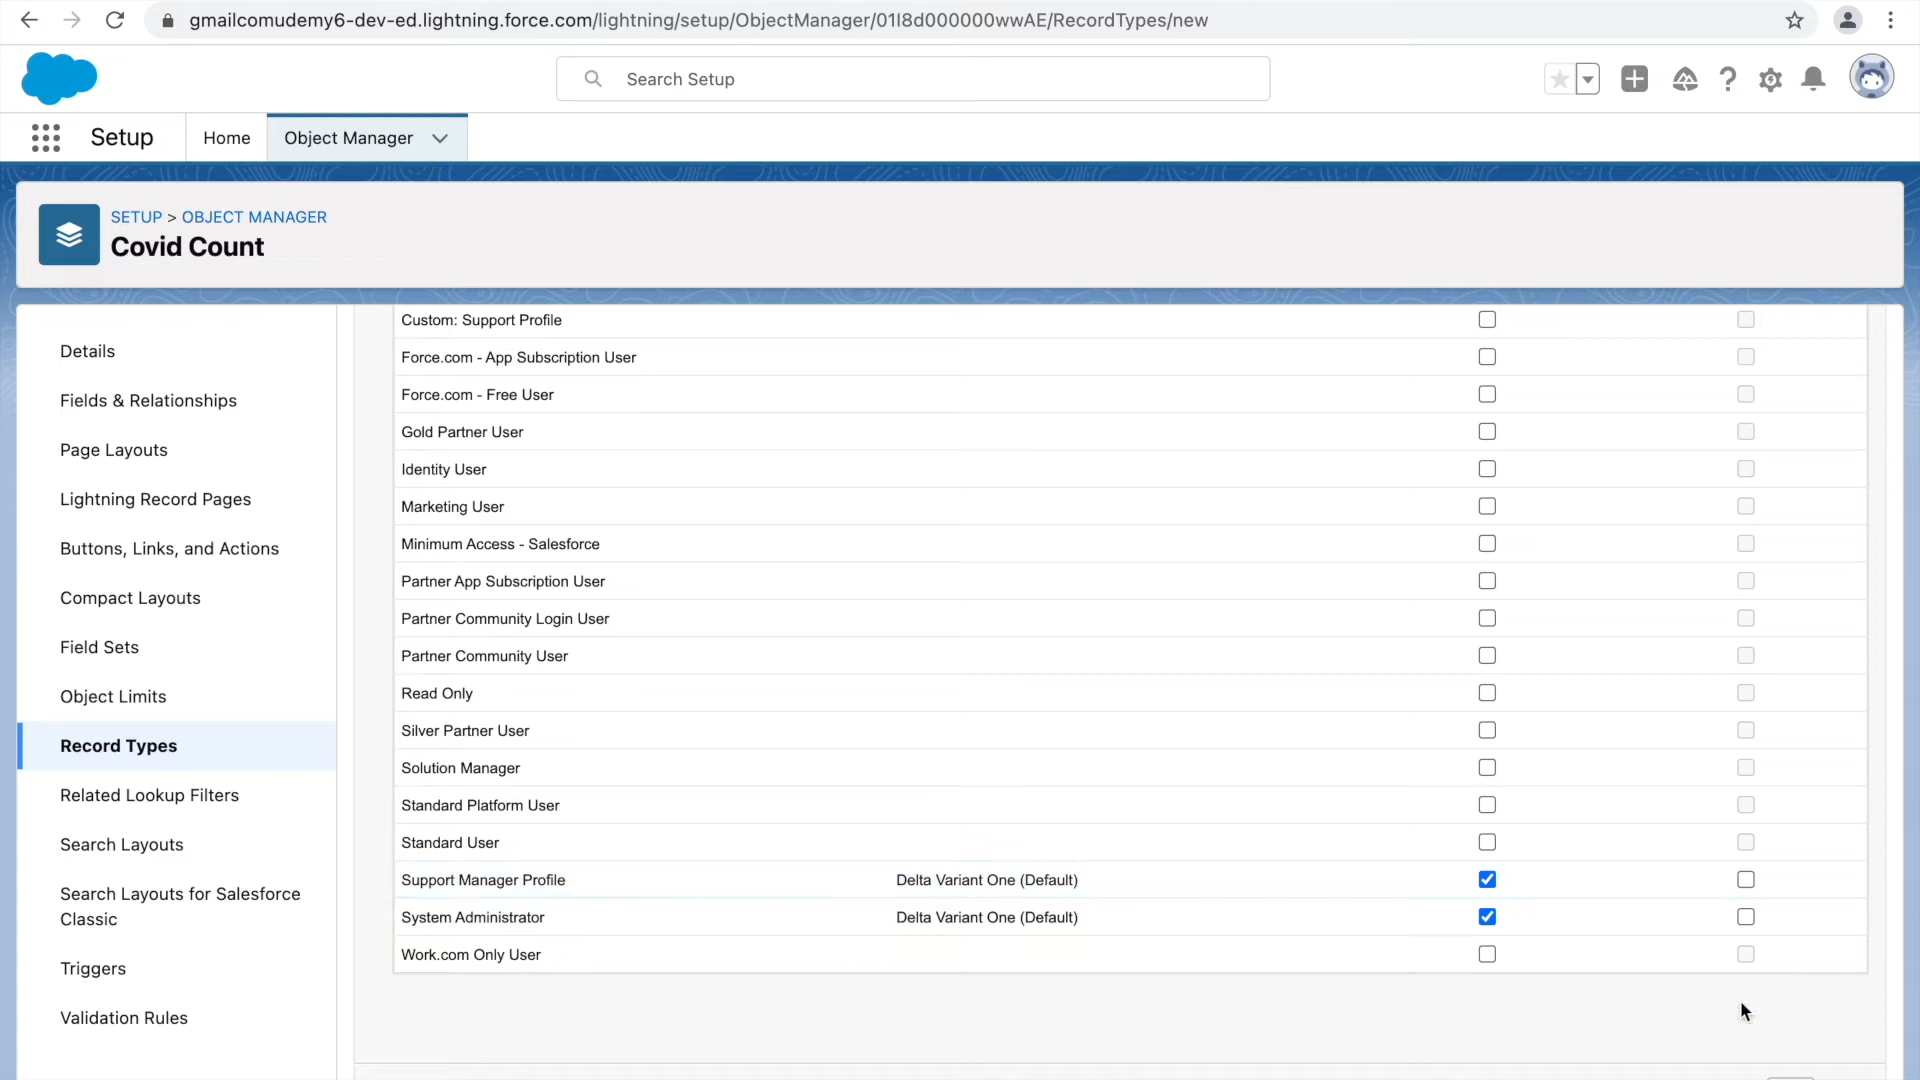 gmailcomudemy6-dev-ed.lightning.force.com/lightning/setup/ObjectManager/01I8d000000wwAE/RecordTypes/new
Search Setup
Setup
Home
Object Manager
SETUP > OBJECT MANAGER
Covid Count
Details
Fields & Relationships
Page Layouts
Lightning Record Pages
Buttons, Links, and Actions
Compact Layouts
Field Sets
Object Limits
Record Types
Related Lookup Filters
Search Layouts
Search Layouts for Salesforce
Classic
Triggers
Validation Rules
Custom: Support Profile
Force.com - App Subscription User
Force.com - Free User
Gold Partner User
Identity User
Marketing User
Minimum Access - Salesforce
Partner App Subscription User
Partner Community Login User
Partner Community User
Read Only
Silver Partner User
Solution Manager
Standard Platform User
Standard User
Support Manager Profile Delta Variant One (Default)
System Administrator Delta Variant One (Default)
Work.com Only User